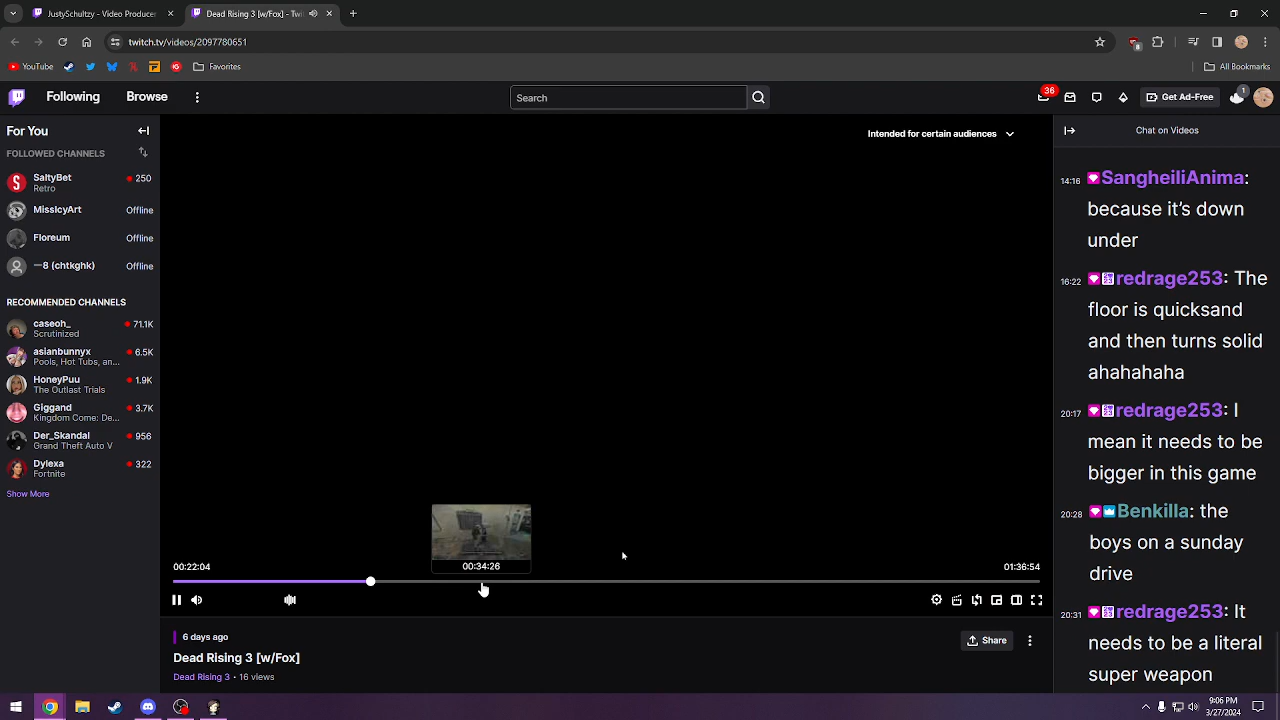 JustySchultzy - Video Producer
Dead Rising 3 [w/Fox] - Twi
twitch.tv/videos/2097780651
YouTube
Favorites
All Bookmarks
Following
Browse
Search
36
Get Ad-Free
1
For You
FOLLOWED CHANNELS
SaltyBet
250
Retro
MissIcyArt
Offline
Floreum
Offline
一8 (chtkghk)
Offline
RECOMMENDED CHANNELS
caseoh_
71.1K
Scrutinized
asianbunnyx
6.5K
Pools, Hot Tubs, an...
HoneyPuu
1.9K
The Outlast Trials
Giggand
3.7K
Kingdom Come: De...
Der_Skandal
956
Grand Theft Auto V
Dylexa
322
Fortnite
Show More
Intended for certain audiences
00:34:26
00:22:04
01:36:54
6 days ago
Share
Dead Rising 3 [w/Fox]
Dead Rising 3 • 16 views
Chat on Videos
14:16 SangheiliAnima:
because it's down
under
16:22 redrage253: The
floor is quicksand
and then turns solid
ahahahaha
20:17 redrage253: I
mean it needs to be
bigger in this game
20:28 Benkilla: the
boys on a sunday
drive
20:31 redrage253: It
needs to be a literal
super weapon
9:06 PM
3/27/2024